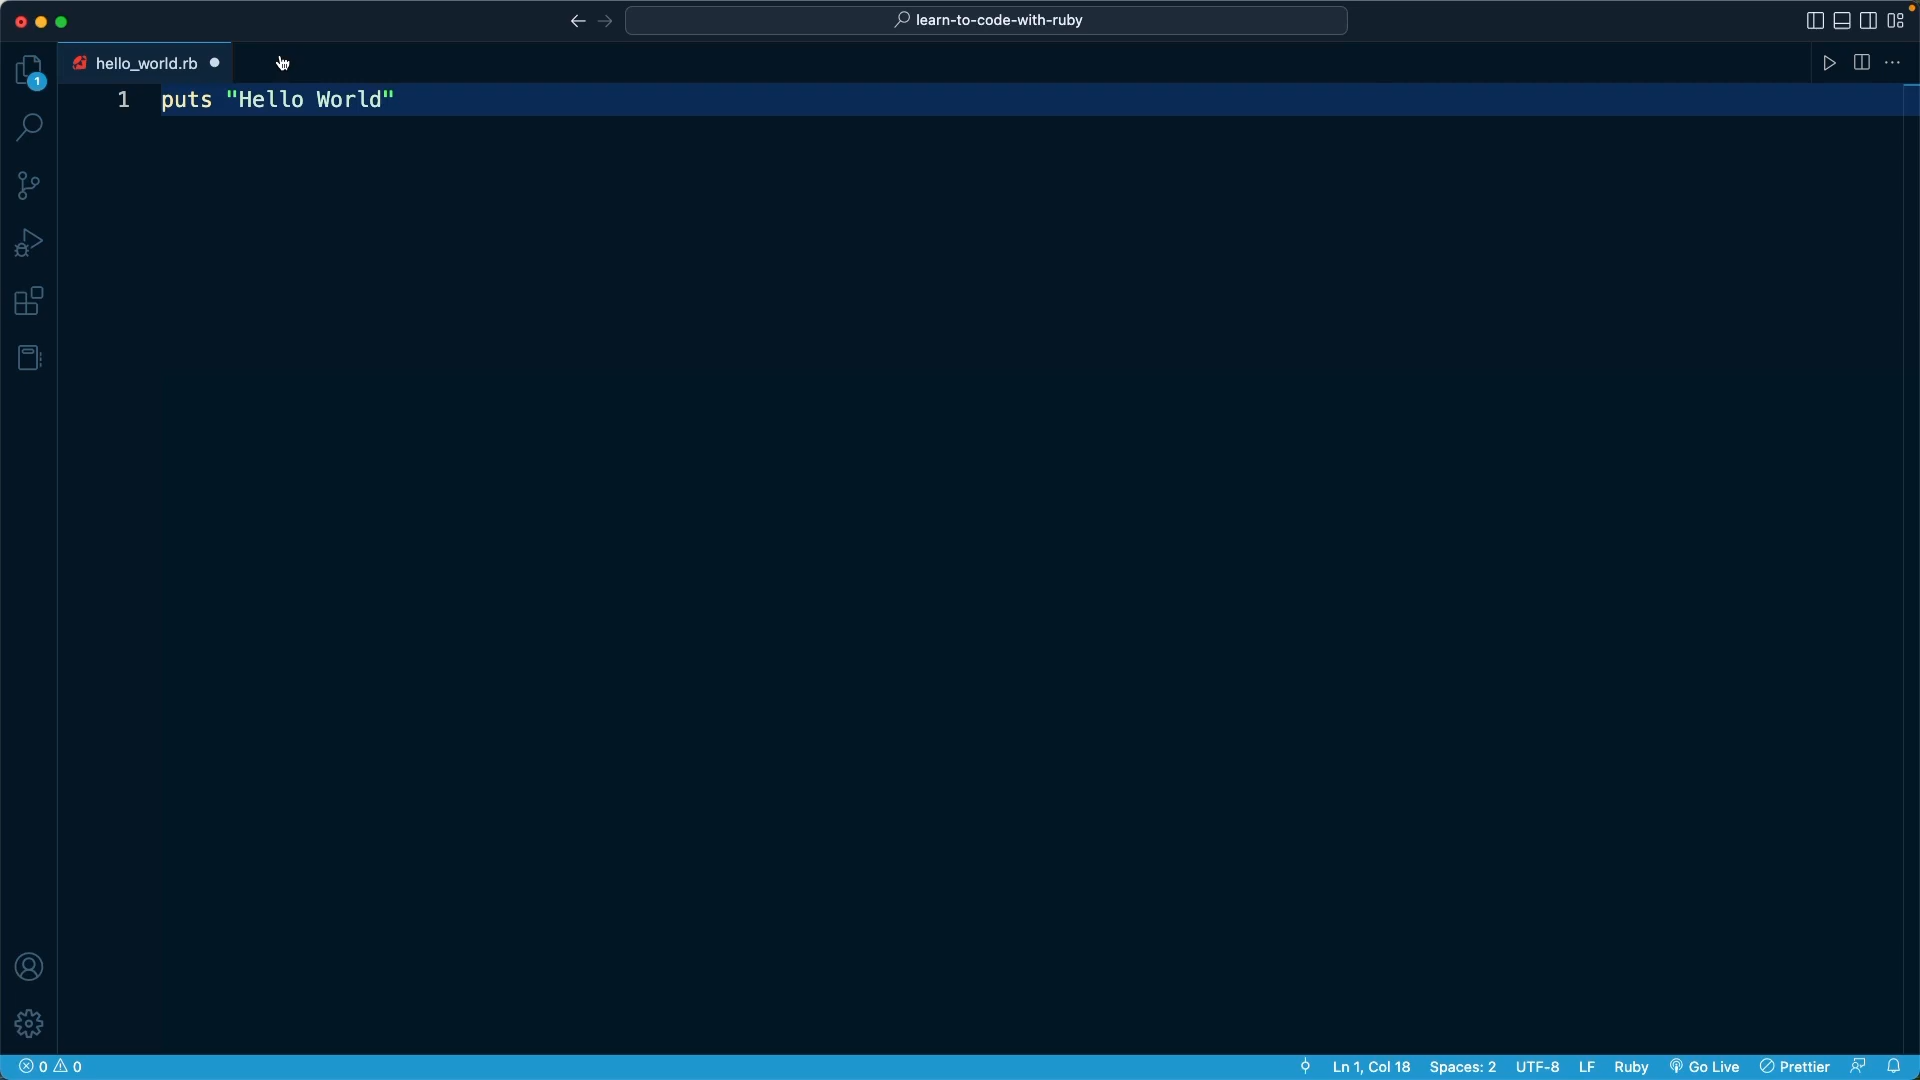 learn-to-code-with-ruby
hello_world.rb
1
1 puts "Hello World"
0 0
Ln 1, Col 18 Spaces: 2 UTF-8 LF Ruby Go Live Prettier